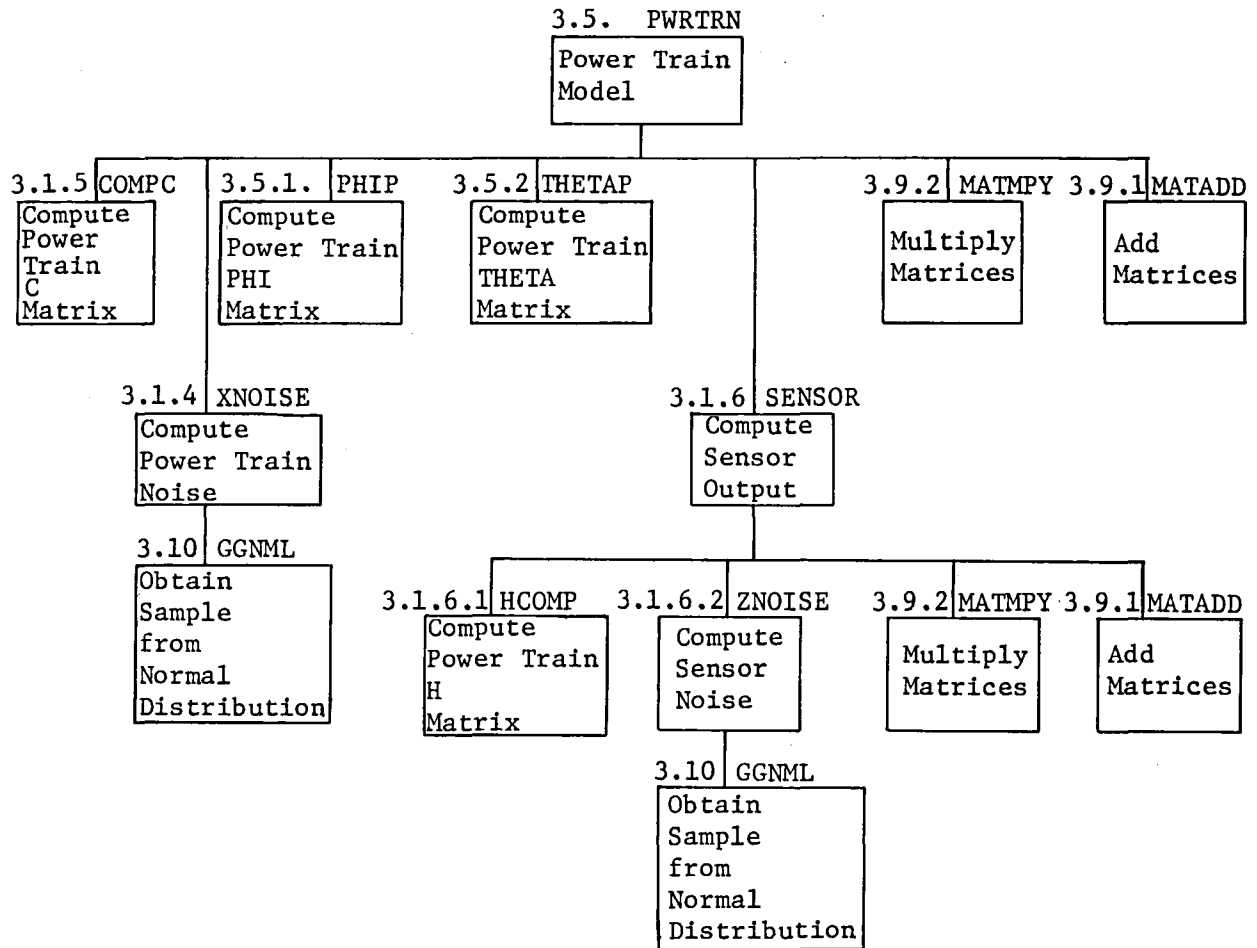 3.5. PWRTRN
Power Train
Model
3.1.5 COMPC
Compute
Power
Train
C
Matrix
3.5.1. PHIP
Compute
Power Train
PHI
Matrix
3.5.2 THETAP
Compute
Power Train
THETA
Matrix
3.9.2 MATMPY
Multiply
Matrices
3.9.1 MATADD
Add
Matrices
3.1.4 XNOISE
Compute
Power Train
Noise
3.1.6 SENSOR
Compute
Sensor
Output
3.10 GGNML
Obtain
Sample
from
Normal
Distribution
3.1.6.1 HCOMP
Compute
Power Train
H
Matrix
3.1.6.2 ZNOISE
Compute
Sensor
Noise
3.9.2 MATMPY
Multiply
Matrices
3.9.1 MATADD
Add
Matrices
3.10 GGNML
Obtain
Sample
from
Normal
Distribution